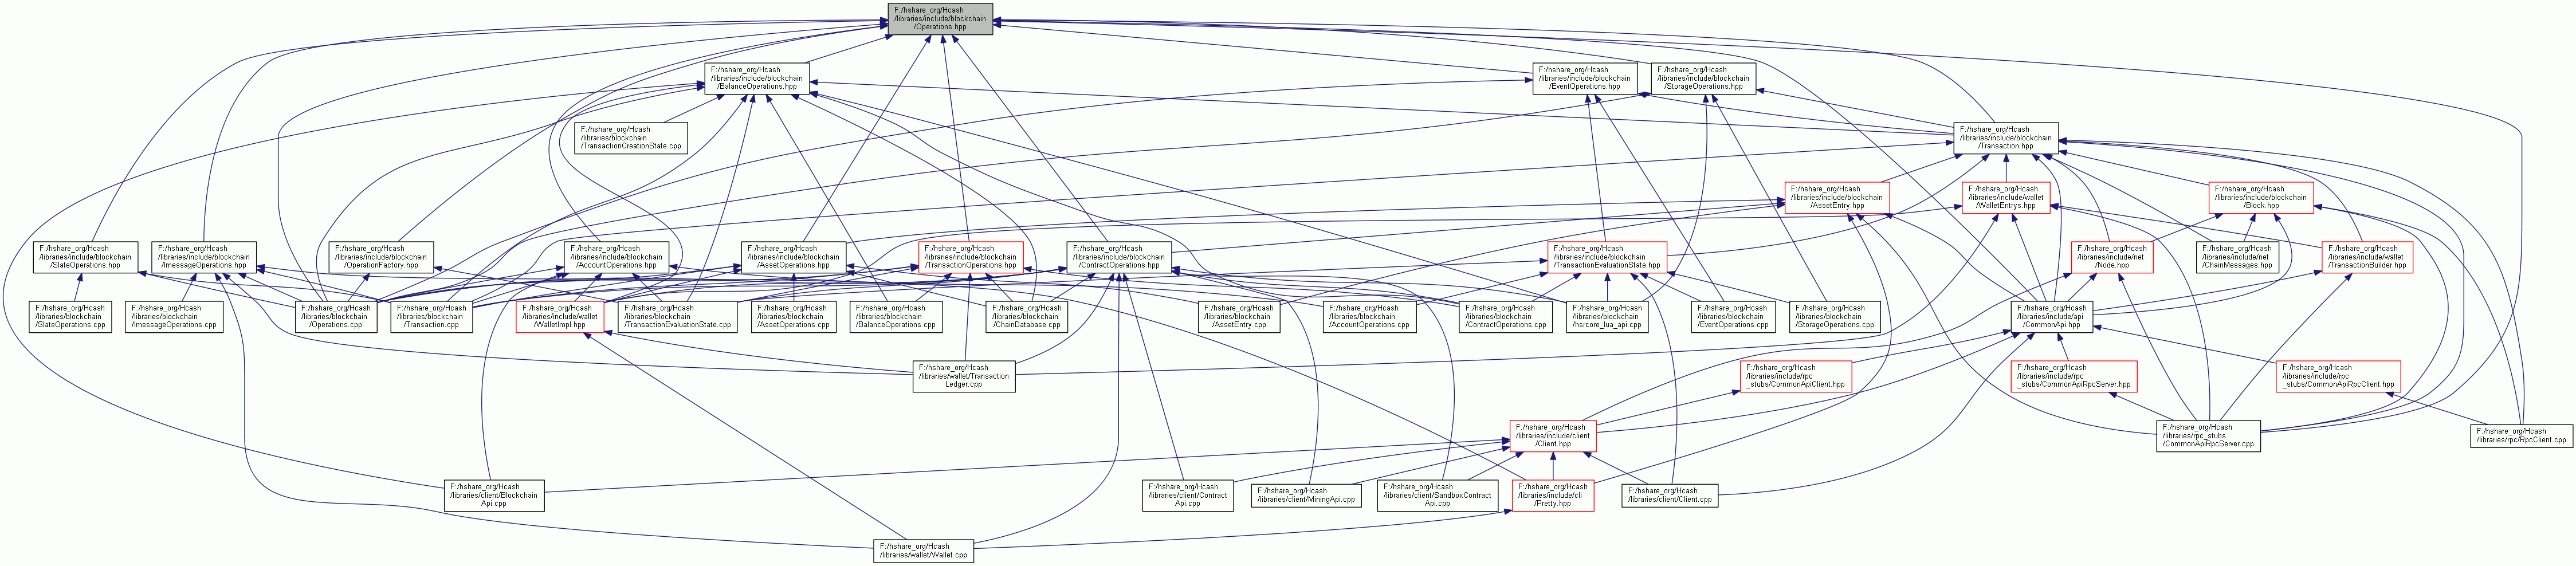 F:/hshare_org/Hcash
/libraries/include/blockchain
/Operations.hpp
F:/hshare_org/Hcash
/libraries/include/blockchain
/BalanceOperations.hpp
F:/hshare_org/Hcash
/libraries/include/blockchain
/EventOperations.hpp
F:/hshare_org/Hcash
/libraries/include/blockchain
/StorageOperations.hpp
F:/hshare_org/Hcash
/libraries/blockchain
/TransactionCreationState.cpp
F:/hshare_org/Hcash
/libraries/include/blockchain
/Transaction.hpp
F:/hshare_org/Hcash
/libraries/include/blockchain
/AssetEntry.hpp
F:/hshare_org/Hcash
/libraries/include/wallet
/WalletEntrys.hpp
F:/hshare_org/Hcash
/libraries/include/blockchain
/Block.hpp
F:/hshare_org/Hcash
/libraries/include/blockchain
/SlateOperations.hpp
F:/hshare_org/Hcash
/libraries/include/blockchain
/ImessageOperations.hpp
F:/hshare_org/Hcash
/libraries/include/blockchain
/OperationFactory.hpp
F:/hshare_org/Hcash
/libraries/include/blockchain
/AccountOperations.hpp
F:/hshare_org/Hcash
/libraries/include/blockchain
/AssetOperations.hpp
F:/hshare_org/Hcash
/libraries/include/blockchain
/TransactionOperations.hpp
F:/hshare_org/Hcash
/libraries/include/blockchain
/ContractOperations.hpp
F:/hshare_org/Hcash
/libraries/include/blockchain
/TransactionEvaluationState.hpp
F:/hshare_org/Hcash
/libraries/include/net
/Node.hpp
F:/hshare_org/Hcash
/libraries/include/net
/ChainMessages.hpp
F:/hshare_org/Hcash
/libraries/include/wallet
/TransactionBuilder.hpp
F:/hshare_org/Hcash
/libraries/blockchain
/SlateOperations.cpp
F:/hshare_org/Hcash
/libraries/blockchain
/ImessageOperations.cpp
F:/hshare_org/Hcash
/libraries/blockchain
/Operations.cpp
F:/hshare_org/Hcash
/libraries/blockchain
/Transaction.cpp
F:/hshare_org/Hcash
/libraries/include/wallet
/WalletImpl.hpp
F:/hshare_org/Hcash
/libraries/blockchain
/TransactionEvaluationState.cpp
F:/hshare_org/Hcash
/libraries/blockchain
/AssetOperations.cpp
F:/hshare_org/Hcash
/libraries/blockchain
/BalanceOperations.cpp
F:/hshare_org/Hcash
/libraries/blockchain
/ChainDatabase.cpp
F:/hshare_org/Hcash
/libraries/blockchain
/AssetEntry.cpp
F:/hshare_org/Hcash
/libraries/blockchain
/AccountOperations.cpp
F:/hshare_org/Hcash
/libraries/blockchain
/ContractOperations.cpp
F:/hshare_org/Hcash
/libraries/blockchain
/hsrcore_lua_api.cpp
F:/hshare_org/Hcash
/libraries/blockchain
/EventOperations.cpp
F:/hshare_org/Hcash
/libraries/blockchain
/StorageOperations.cpp
F:/hshare_org/Hcash
/libraries/include/api
/CommonApi.hpp
F:/hshare_org/Hcash
/libraries/wallet/Transaction
Ledger.cpp
F:/hshare_org/Hcash
/libraries/include/rpc
_stubs/CommonApiClient.hpp
F:/hshare_org/Hcash
/libraries/include/rpc
_stubs/CommonApiRpcServer.hpp
F:/hshare_org/Hcash
/libraries/include/rpc
_stubs/CommonApiRpcClient.hpp
F:/hshare_org/Hcash
/libraries/include/client
/Client.hpp
F:/hshare_org/Hcash
/libraries/rpc_stubs
/CommonApiRpcServer.cpp
F:/hshare_org/Hcash
/libraries/rpc/RpcClient.cpp
F:/hshare_org/Hcash
/libraries/client/Blockchain
Api.cpp
F:/hshare_org/Hcash
/libraries/client/Contract
Api.cpp
F:/hshare_org/Hcash
/libraries/client/MiningApi.cpp
F:/hshare_org/Hcash
/libraries/client/SandboxContract
Api.cpp
F:/hshare_org/Hcash
/libraries/include/cli
/Pretty.hpp
F:/hshare_org/Hcash
/libraries/client/Client.cpp
F:/hshare_org/Hcash
/libraries/wallet/Wallet.cpp